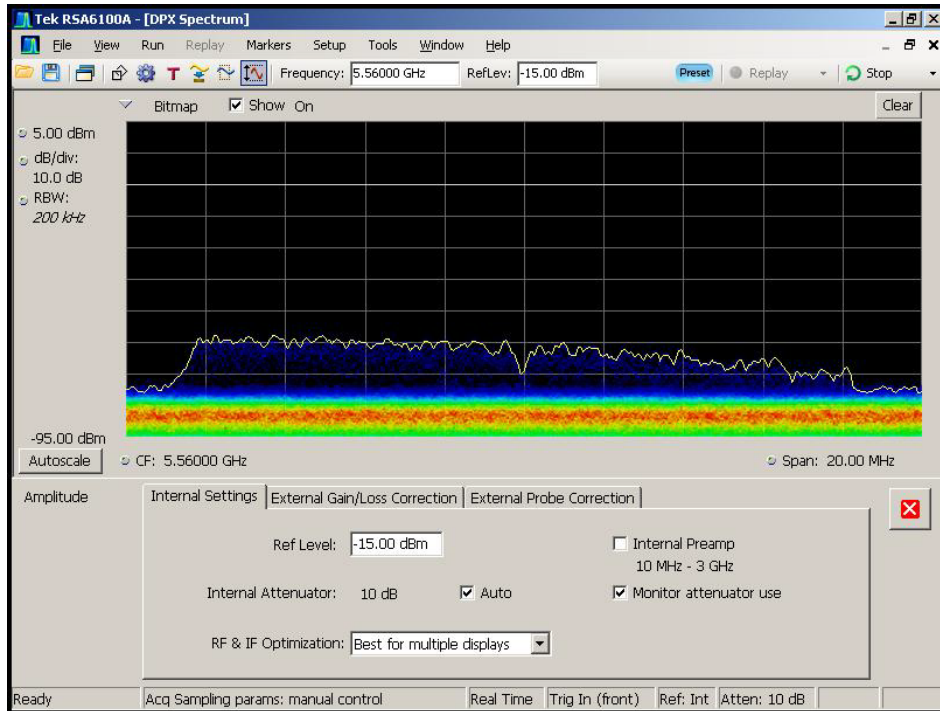 Tek RSA6100A - [DPX Spectrum]
File View Run Replay Markers Setup Tools Window Help
T Frequency: 5.56000 GHz RefLev: -15.00 dBm Preset Replay Stop
Bitmap Show On Clear
5.00 dBm
dB/div:
10.0 dB
RBW:
200 kHz
-95.00 dBm
Autoscale CF: 5.56000 GHz Span: 20.00 MHz
Amplitude Internal Settings External Gain/Loss Correction External Probe Correction
Ref Level: -15.00 dBm Internal Preamp
10 MHz - 3 GHz
Internal Attenuator: 10 dB Auto Monitor attenuator use
RF & IF Optimization: Best for multiple displays
Ready Acq Sampling params: manual control Real Time Trig In (front) Ref: Int Atten: 10 dB